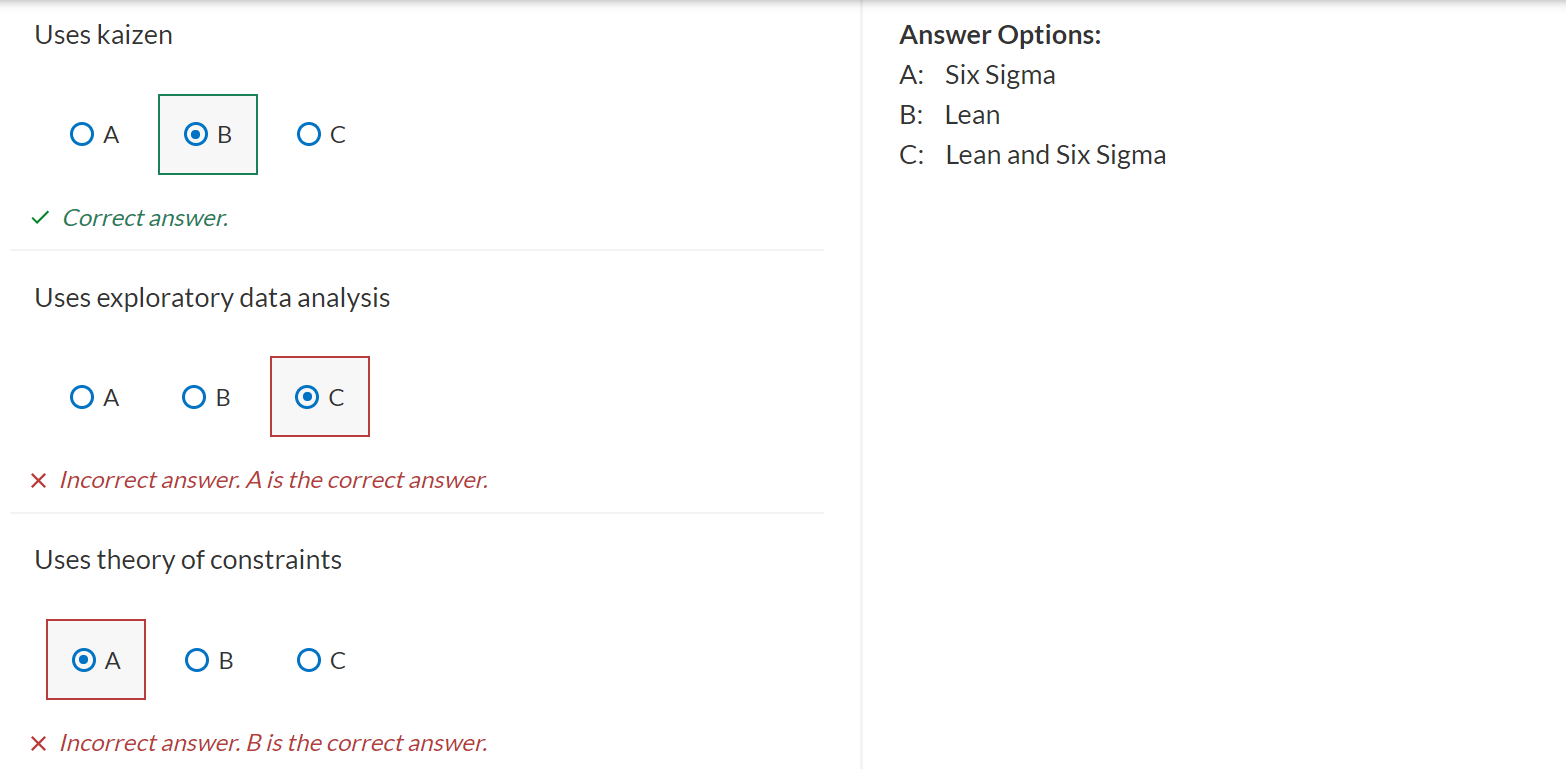 Uses kaizen
A B C
Correct answer.
Uses exploratory data analysis
A B C
Incorrect answer. A is the correct answer.
Uses theory of constraints
A B C
Incorrect answer. B is the correct answer.
Answer Options:
A: Six Sigma
B: Lean
C: Lean and Six Sigma